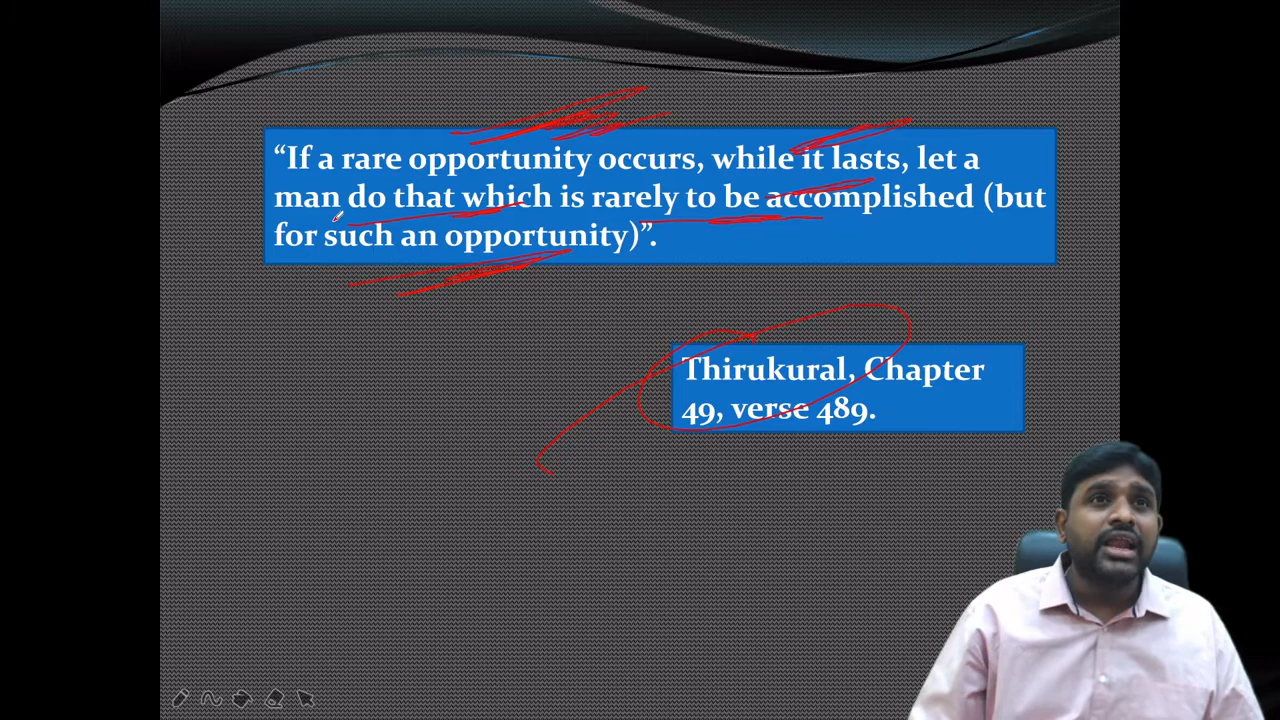 “If a rare opportunity occurs, while it lasts, let a
man do that which is rarely to be accomplished (but
for such an opportunity)”.
Thirukural, Chapter
49, verse 489.